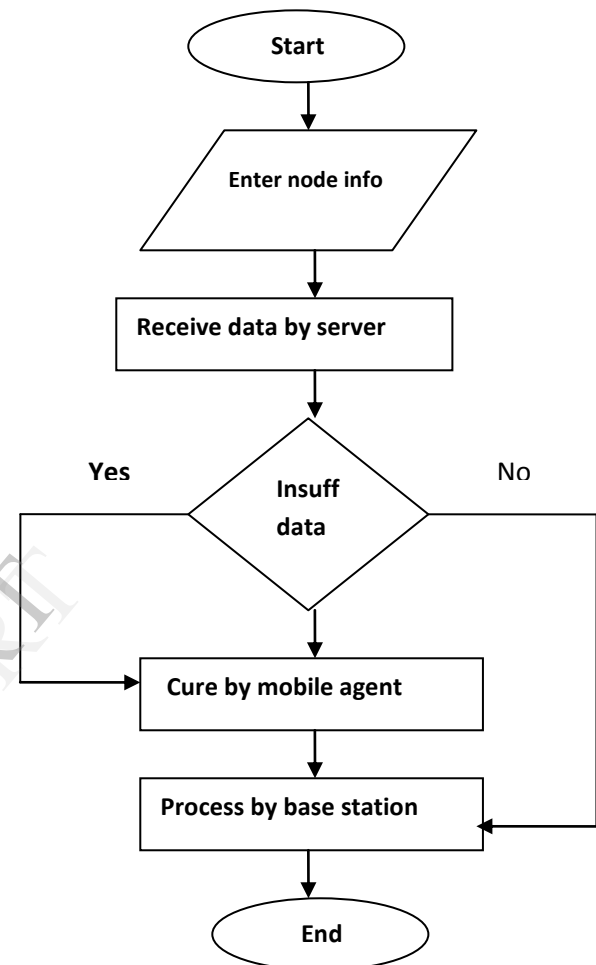 Start
Enter node info
Receive data by server
Yes
No
Insuff
data
Cure by mobile agent
Process by base station
End